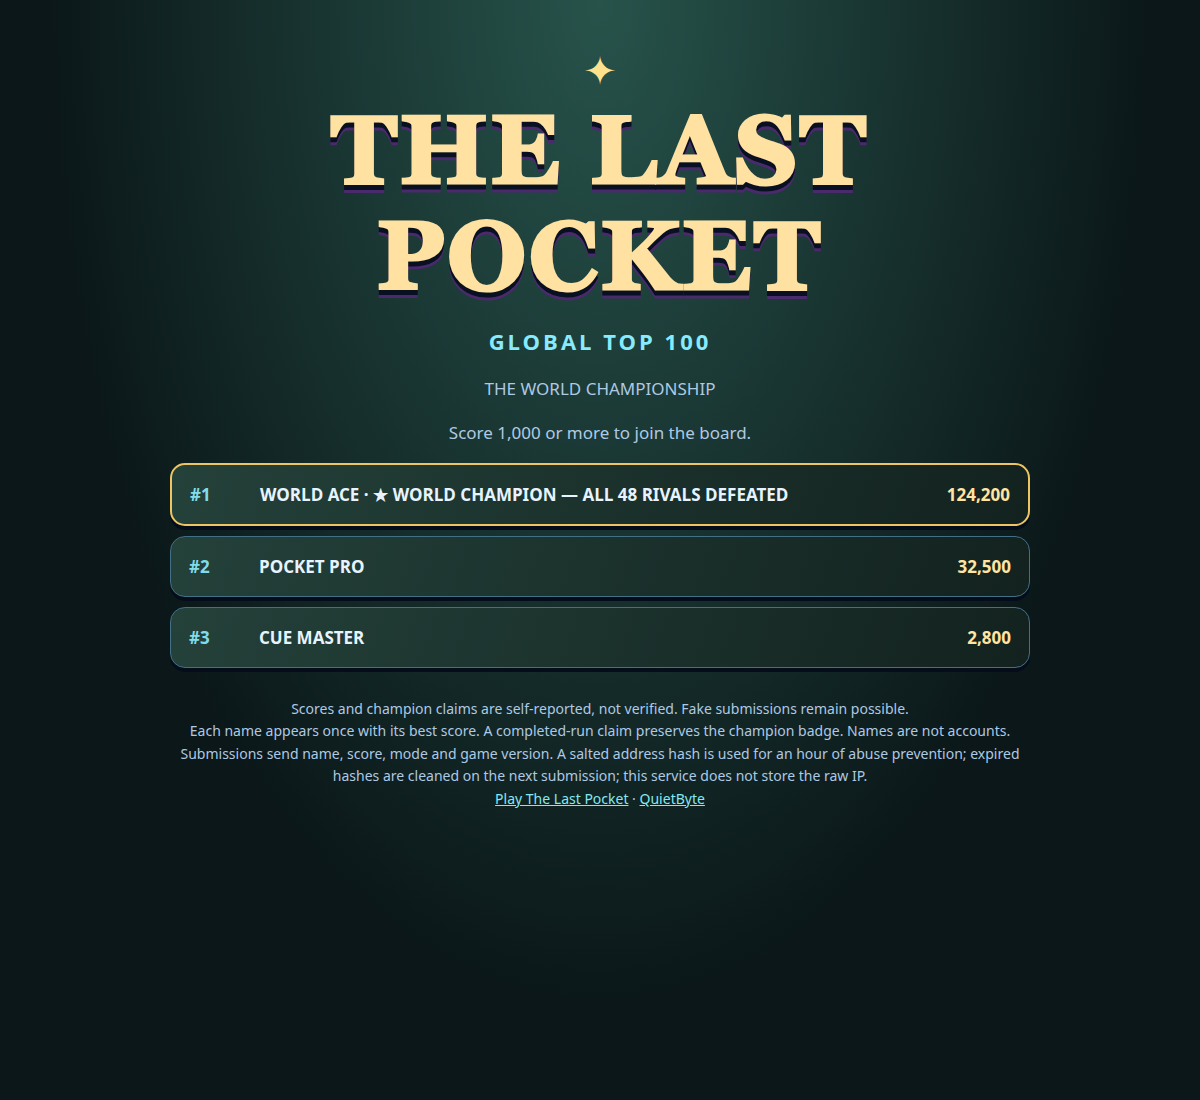 THE LAST
POCKET
GLOBAL TOP 100
THE WORLD CHAMPIONSHIP
Score 1,000 or more to join the board.
#1 WORLD ACE · ★ WORLD CHAMPION — ALL 48 RIVALS DEFEATED 124,200
#2 POCKET PRO 32,500
#3 CUE MASTER 2,800
Scores and champion claims are self-reported, not verified. Fake submissions remain possible.
Each name appears once with its best score. A completed-run claim preserves the champion badge. Names are not accounts.
Submissions send name, score, mode and game version. A salted address hash is used for an hour of abuse prevention; expired
hashes are cleaned on the next submission; this service does not store the raw IP.
Play The Last Pocket · QuietByte